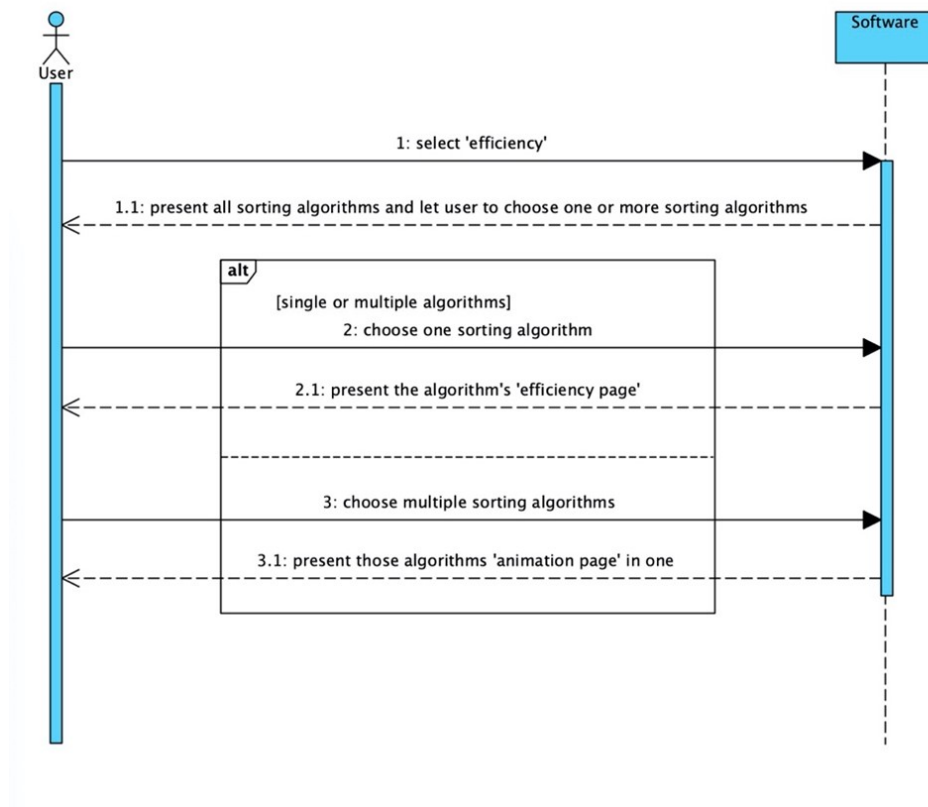 Software
User
1: select 'efficiency'
1.1: present all sorting algorithms and let user to choose one or more sorting algorithms
alt
[single or multiple algorithms]
2: choose one sorting algorithm
2.1: present the algorithm's 'efficiency page'
3: choose multiple sorting algorithms
3.1: present those algorithms 'animation page' in one